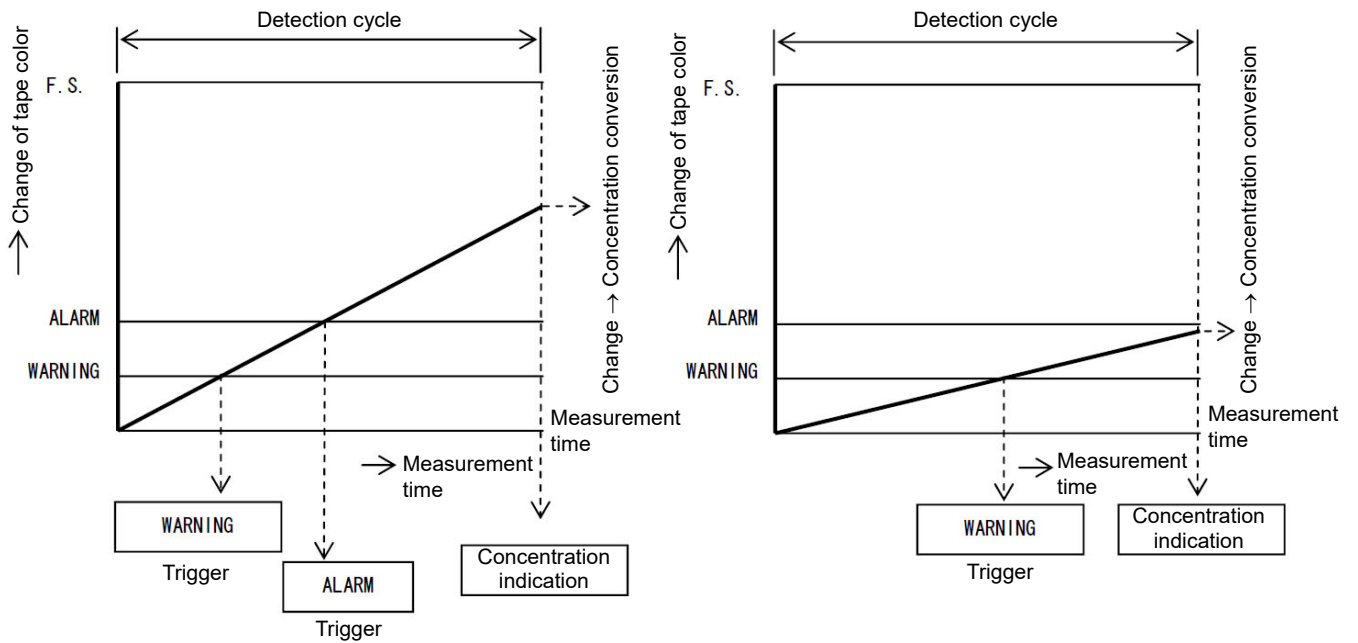 Detection cycle
→ Change of tape color
F.S.
ALARM
WARNING
Change → Concentration conversion
Measurement
time
→ Measurement
time
WARNING
Trigger
ALARM
Trigger
Concentration
indication
Detection cycle
→ Change of tape color
F.S.
ALARM
WARNING
Change → Concentration conversion
Measurement
time
→ Measurement
time
WARNING
Trigger
Concentration
indication